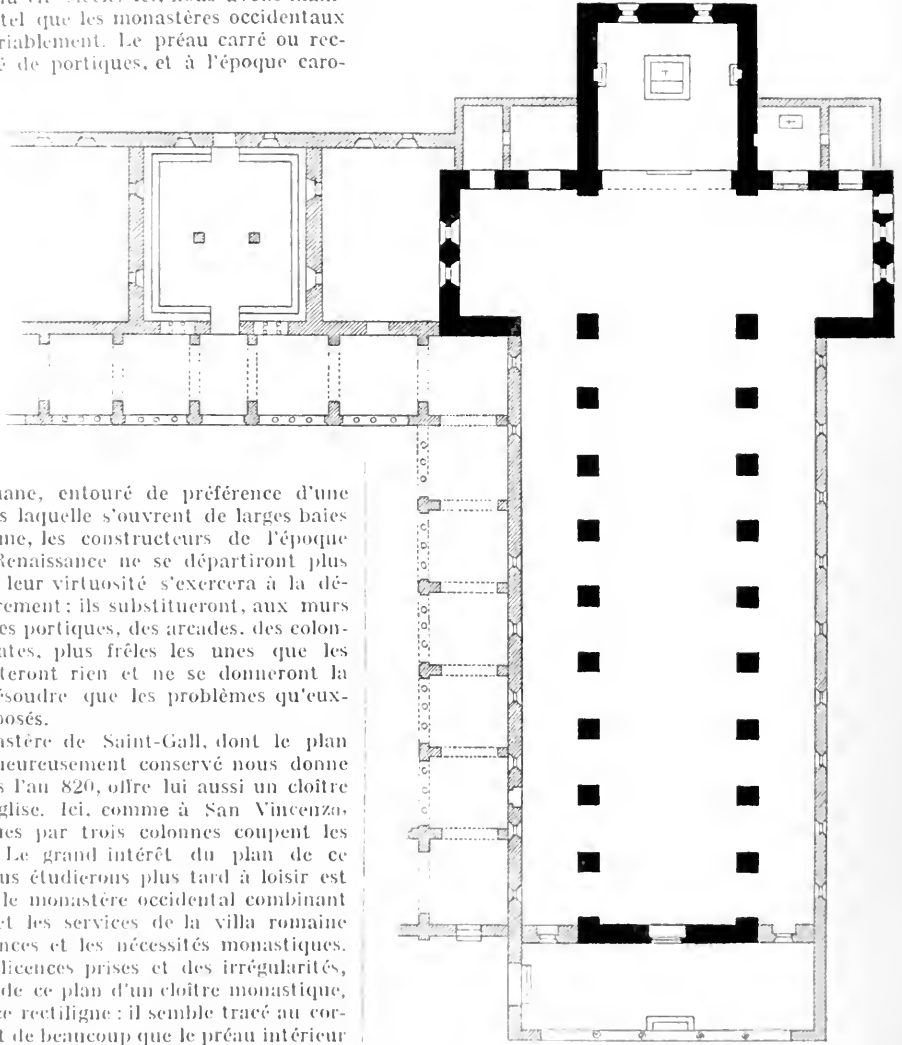 tel que les monastères occidentaux
riablement. Le préau carré ou rec-
é de portiques, et à l'époque caro-
ane, entouré de préférence d'une
s laquelle s'ouvrent de larges baies
me, les constructeurs de l'époque
Renaissance ne se départiront plus
leur virtuosité s'exercera à la dé-
rement : ils substitueront, aux murs
es portiques, des arcades, des colon-
ntes, plus frêles les unes que les
teront rien et ne se donneront la
ésoudre que les problèmes qu'eux-
posés.
astère de Saint-Gall, dont le plan
heureusement conservé nous donne
s l'an 820, offre lui aussi un cloître
glise. Ici, comme à San Vincenzo,
nes par trois colonnes coupent les
Le grand intérêt du plan de ce
us étudierons plus tard à loisir est
le monastère occidental combinant
et les services de la villa romaine
nces et les nécessités monastiques.
licences prises et des irrégularités,
de ce plan d'un cloître monastique,
ce rectiligne : il semble tracé au cor-
t de beaucoup que le préau intérieur